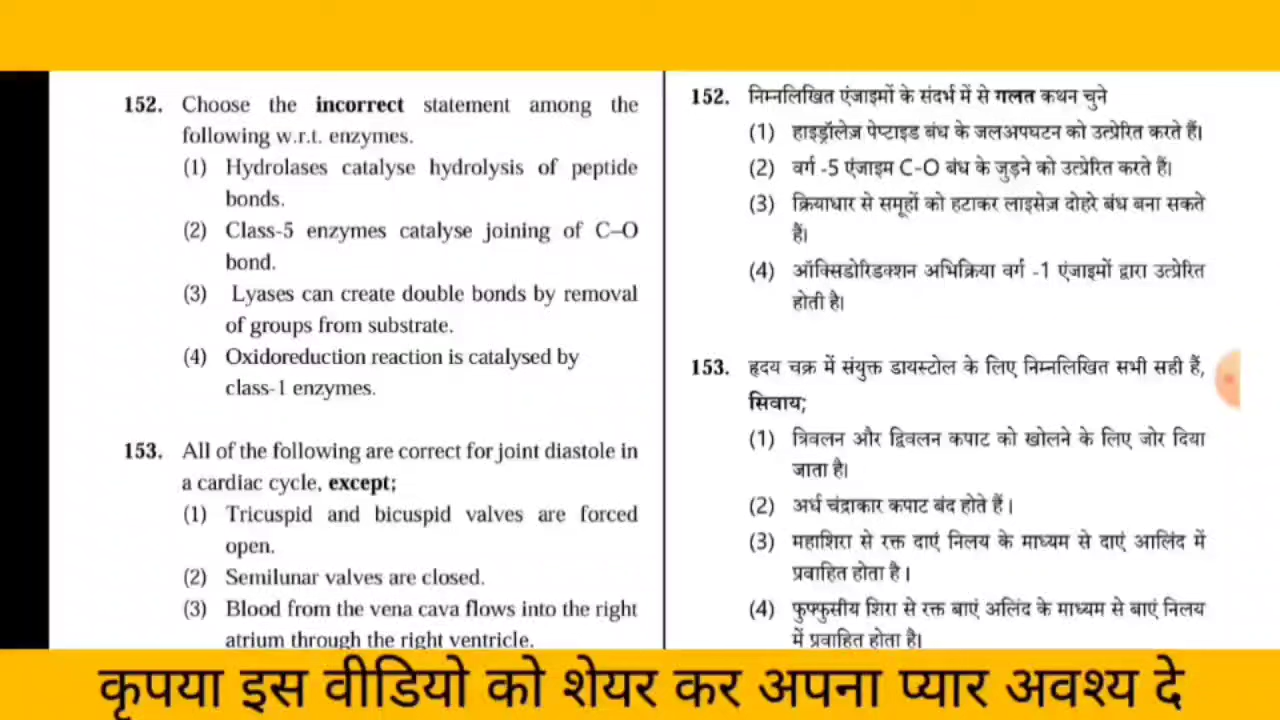 152. Choose the incorrect statement among the
following w.r.t. enzymes.
(1) Hydrolases catalyse hydrolysis of peptide
bonds.
(2) Class-5 enzymes catalyse joining of C–O
bond.
(3) Lyases can create double bonds by removal
of groups from substrate.
(4) Oxidoreduction reaction is catalysed by
class-1 enzymes.
153. All of the following are correct for joint diastole in
a cardiac cycle, except;
(1) Tricuspid and bicuspid valves are forced
open.
(2) Semilunar valves are closed.
(3) Blood from the vena cava flows into the right
atrium through the right ventricle.
152. निम्नलिखित एंजाइमों के संदर्भ में से गलत कथन चुने
(1) हाइड्रॉलेज़ पेप्टाइड बंध के जलअपघटन को उत्प्रेरित करते हैं।
(2) वर्ग -5 एंजाइम C–O बंध के जुड़ने को उत्प्रेरित करते हैं।
(3) क्रियाधार से समूहों को हटाकर लाइसेज़ दोहरे बंध बना सकते
हैं।
(4) ऑक्सिडोरिडक्शन अभिक्रिया वर्ग -1 एंजाइमों द्वारा उत्प्रेरित
होती है।
153. हृदय चक्र में संयुक्त डायस्टोल के लिए निम्नलिखित सभी सही हैं,
सिवाय;
(1) त्रिवलन और द्विवलन कपाट को खोलने के लिए जोर दिया
जाता है।
(2) अर्ध चंद्राकार कपाट बंद होते हैं।
(3) महाशिरा से रक्त दाएं निलय के माध्यम से दाएं आलिंद में
प्रवाहित होता है।
(4) फुफ्फुसीय शिरा से रक्त बाएं अलिंद के माध्यम से बाएं निलय
में प्रवाहित होता है।
कृपया इस वीडियो को शेयर कर अपना प्यार अवश्य दे